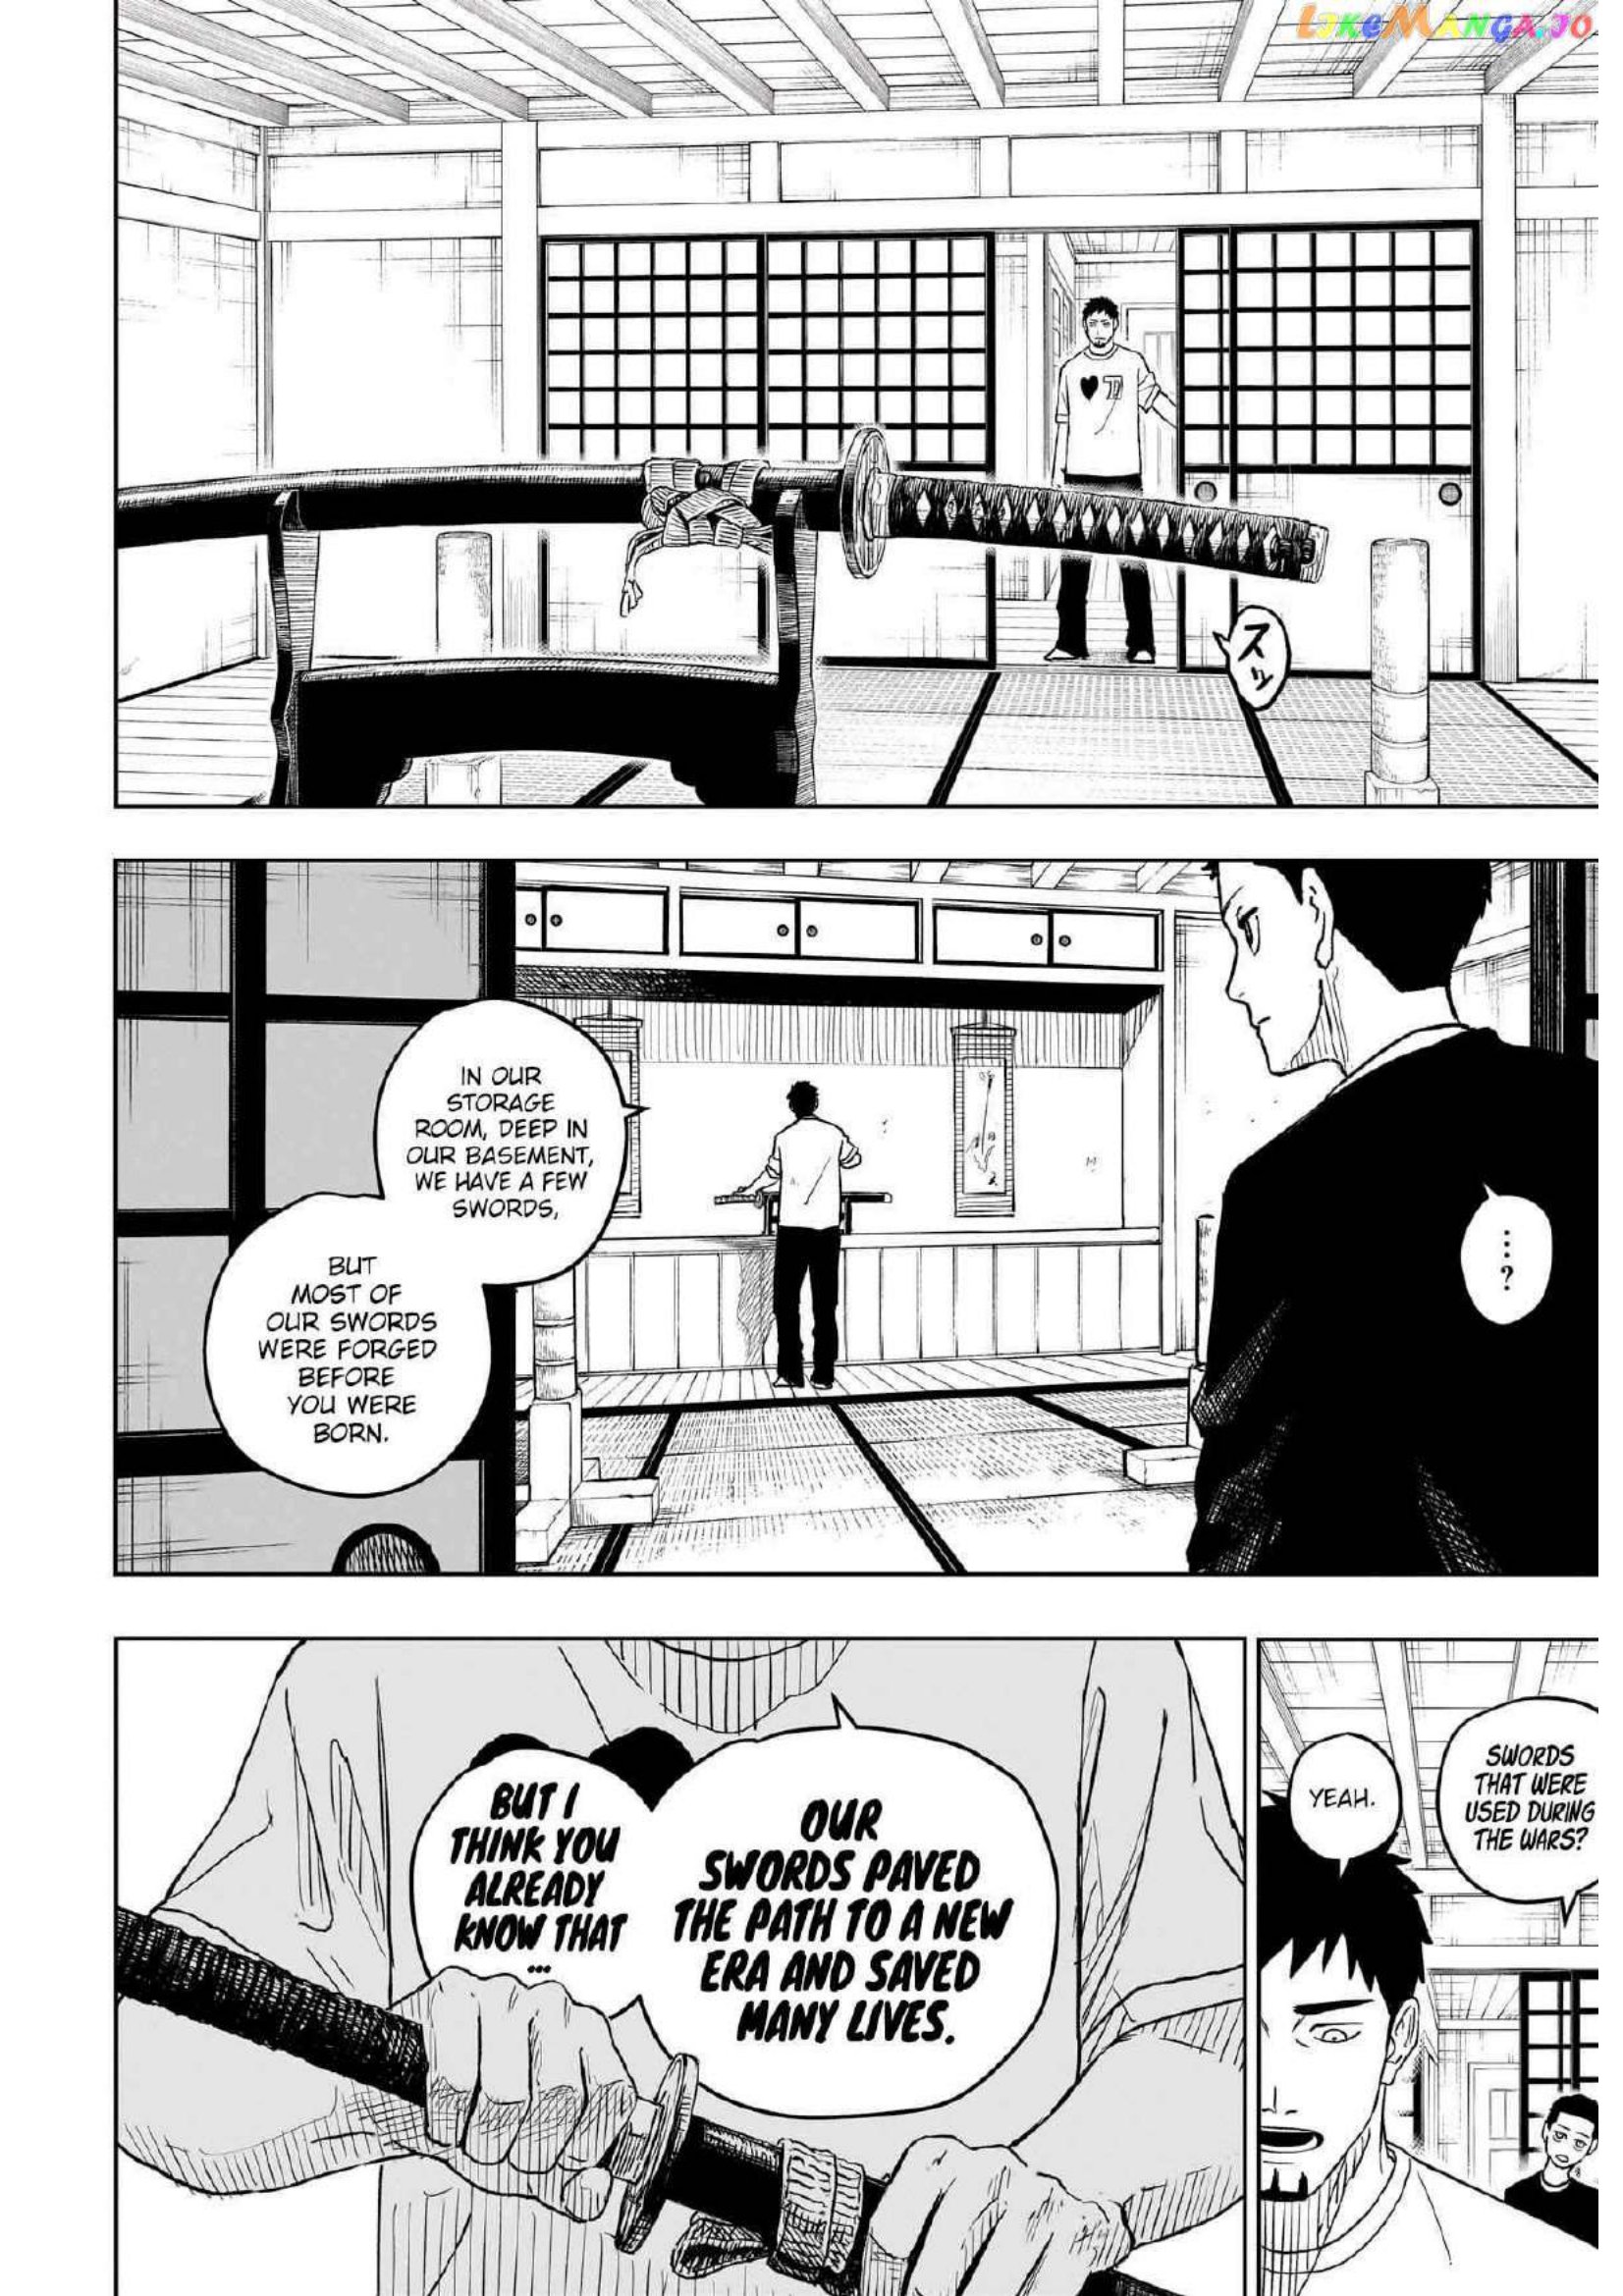 LIKEMANGA.IO
77
スッ
...?
IN OUR
STORAGE
ROOM, DEEP IN
OUR BASEMENT,
WE HAVE A FEW
SWORDS,
BUT
MOST OF
OUR SWORDS
WERE FORGED
BEFORE
YOU WERE
BORN.
SWORDS
THAT WERE
USED DURING
THE WARS?
YEAH.
OUR
SWORDS PAVED
THE PATH TO A NEW
ERA AND SAVED
MANY LIVES.
BUT I
THINK YOU
ALREADY
KNOW THAT
...